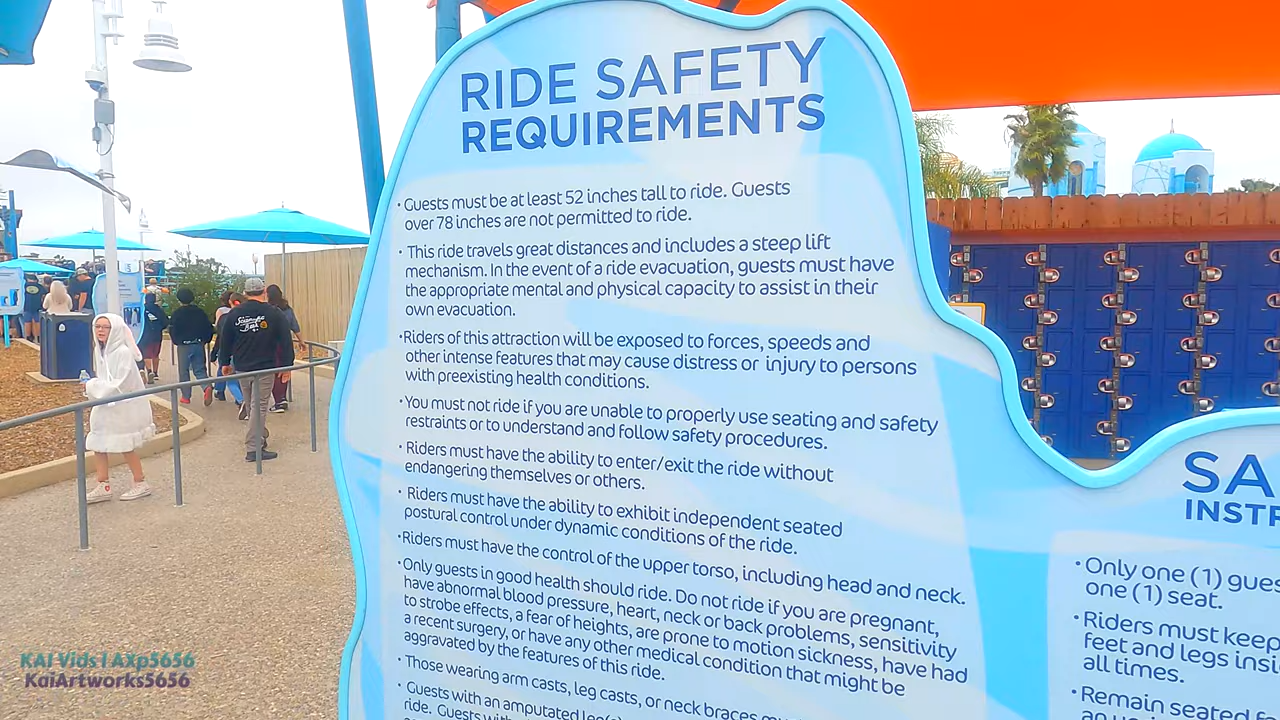 RIDE SAFETY
REQUIREMENTS
• Guests must be at least 52 inches tall to ride. Guests
over 78 inches are not permitted to ride.
• This ride travels great distances and includes a steep lift
mechanism. In the event of a ride evacuation, guests must have
the appropriate mental and physical capacity to assist in their
own evacuation.
•Riders of this attraction will be exposed to forces, speeds and
other intense features that may cause distress or injury to persons
with preexisting health conditions.
•You must not ride if you are unable to properly use seating and safety
restraints or to understand and follow safety procedures.
• Riders must have the ability to enter/exit the ride without
endangering themselves or others.
• Riders must have the ability to exhibit independent seated
postural control under dynamic conditions of the ride.
•Riders must have the control of the upper torso, including head and neck.
•Only guests in good health should ride. Do not ride if you are pregnant,
have abnormal blood pressure, heart, neck or back problems, sensitivity
to strobe effects, a fear of heights, are prone to motion sickness, have had
a recent surgery, or have any other medical condition that might be
aggravated by the features of this ride.
• Those wearing arm casts, leg casts, or neck braces
• Guests with an amputated
ride. Guests
SA
INST
• Only one (1) gues
one (1) seat.
• Riders must keep
feet and legs insi
all times.
• Remain seated
KAI Vids | AXp5656
KaiArtworks5656